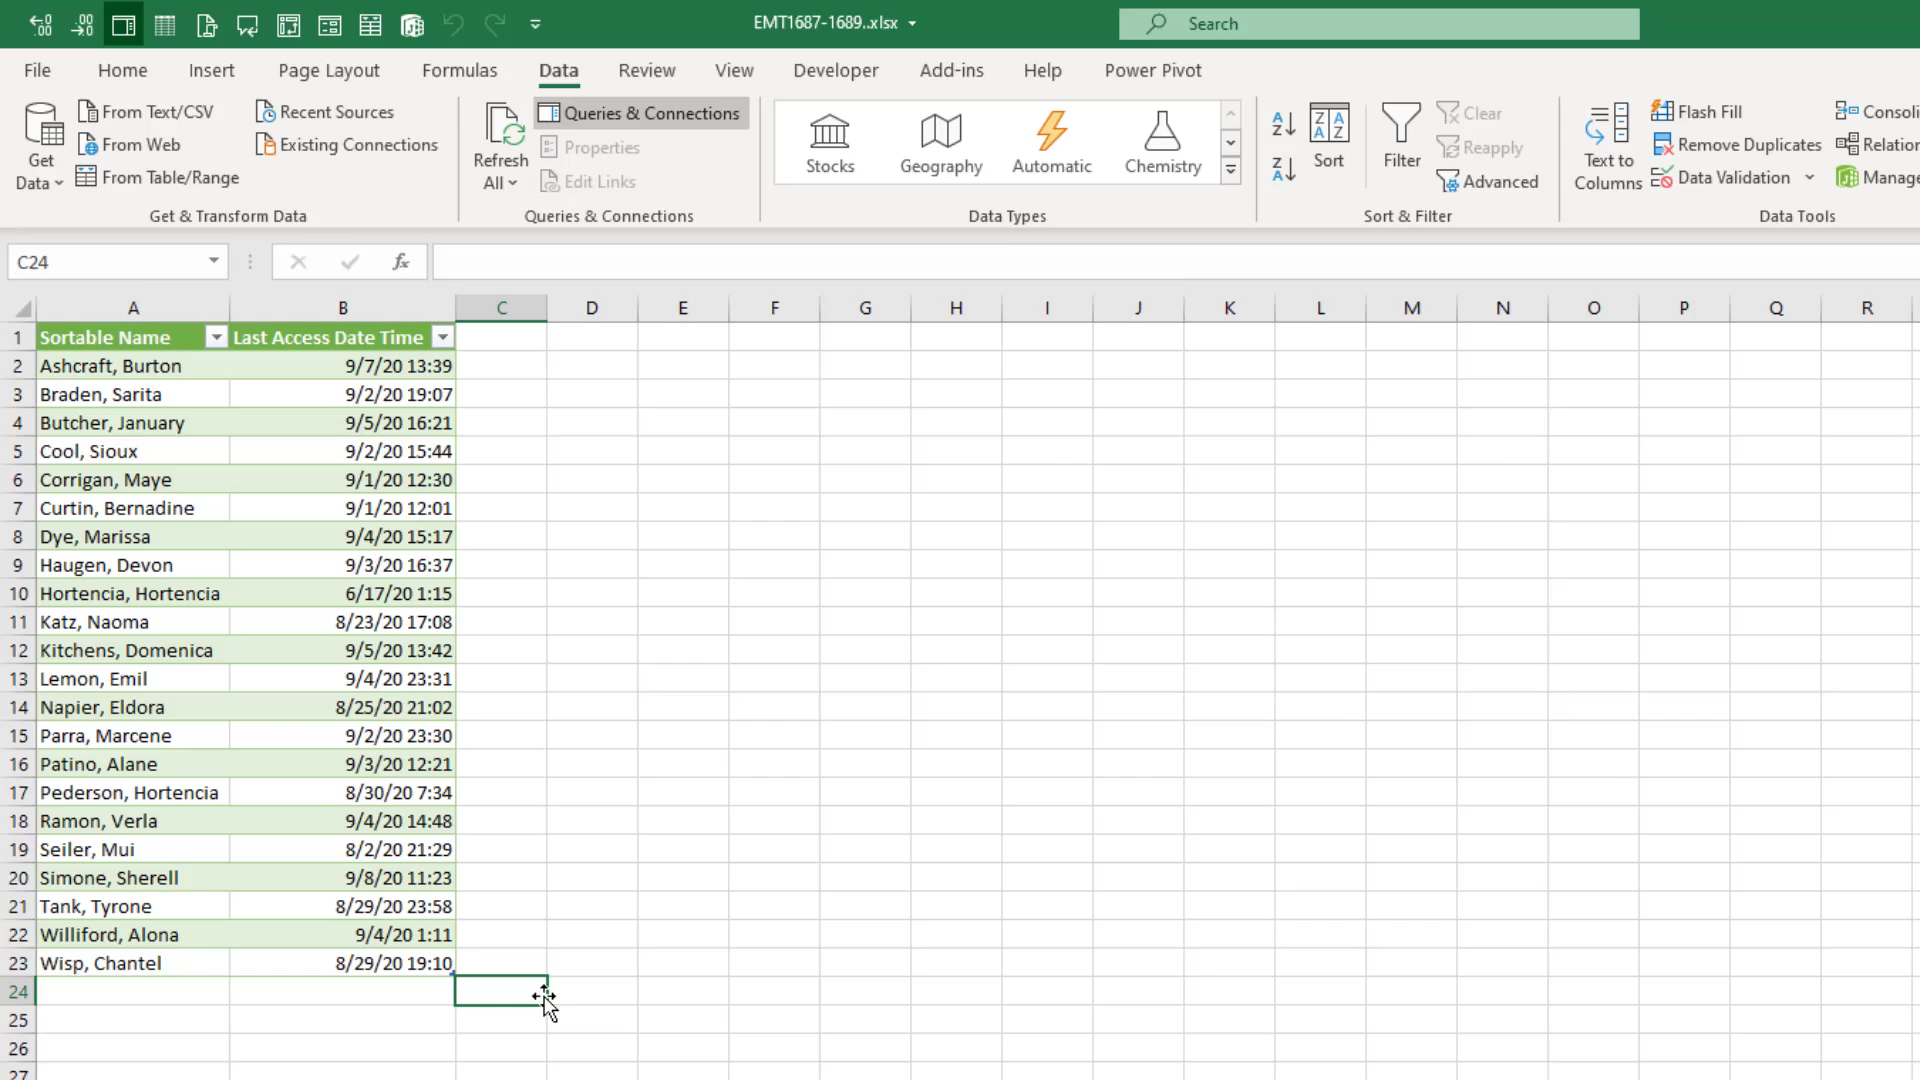 EMT1687-1689..xlsx
Search
File Home Insert Page Layout Formulas Data Review View Developer Add-ins Help Power Pivot
Get Data
From Text/CSV
From Web
From Table/Range
Recent Sources
Existing Connections
Get & Transform Data
Refresh All
Queries & Connections
Properties
Edit Links
Queries & Connections
Stocks Geography Automatic Chemistry
Data Types
Sort
Filter
Clear
Reapply
Advanced
Sort & Filter
Text to Columns
Flash Fill
Remove Duplicates
Data Validation
Consoli
Relation
Manage
Data Tools
C24 fx
A B C D E F G H I J K L M N O P Q R
1 Sortable Name Last Access Date Time
2 Ashcraft, Burton 9/7/20 13:39
3 Braden, Sarita 9/2/20 19:07
4 Butcher, January 9/5/20 16:21
5 Cool, Sioux 9/2/20 15:44
6 Corrigan, Maye 9/1/20 12:30
7 Curtin, Bernadine 9/1/20 12:01
8 Dye, Marissa 9/4/20 15:17
9 Haugen, Devon 9/3/20 16:37
10 Hortencia, Hortencia 6/17/20 1:15
11 Katz, Naoma 8/23/20 17:08
12 Kitchens, Domenica 9/5/20 13:42
13 Lemon, Emil 9/4/20 23:31
14 Napier, Eldora 8/25/20 21:02
15 Parra, Marcene 9/2/20 23:30
16 Patino, Alane 9/3/20 12:21
17 Pederson, Hortencia 8/30/20 7:34
18 Ramon, Verla 9/4/20 14:48
19 Seiler, Mui 8/2/20 21:29
20 Simone, Sherell 9/8/20 11:23
21 Tank, Tyrone 8/29/20 23:58
22 Williford, Alona 9/4/20 1:11
23 Wisp, Chantel 8/29/20 19:10
24
25
26
27